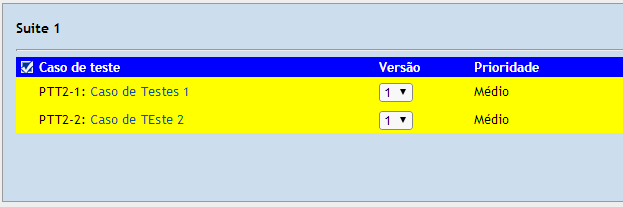 Suite 1
Caso de teste Versão Prioridade
PTT2-1: Caso de Testes 1 1 Médio
PTT2-2: Caso de TEste 2 1 Médio